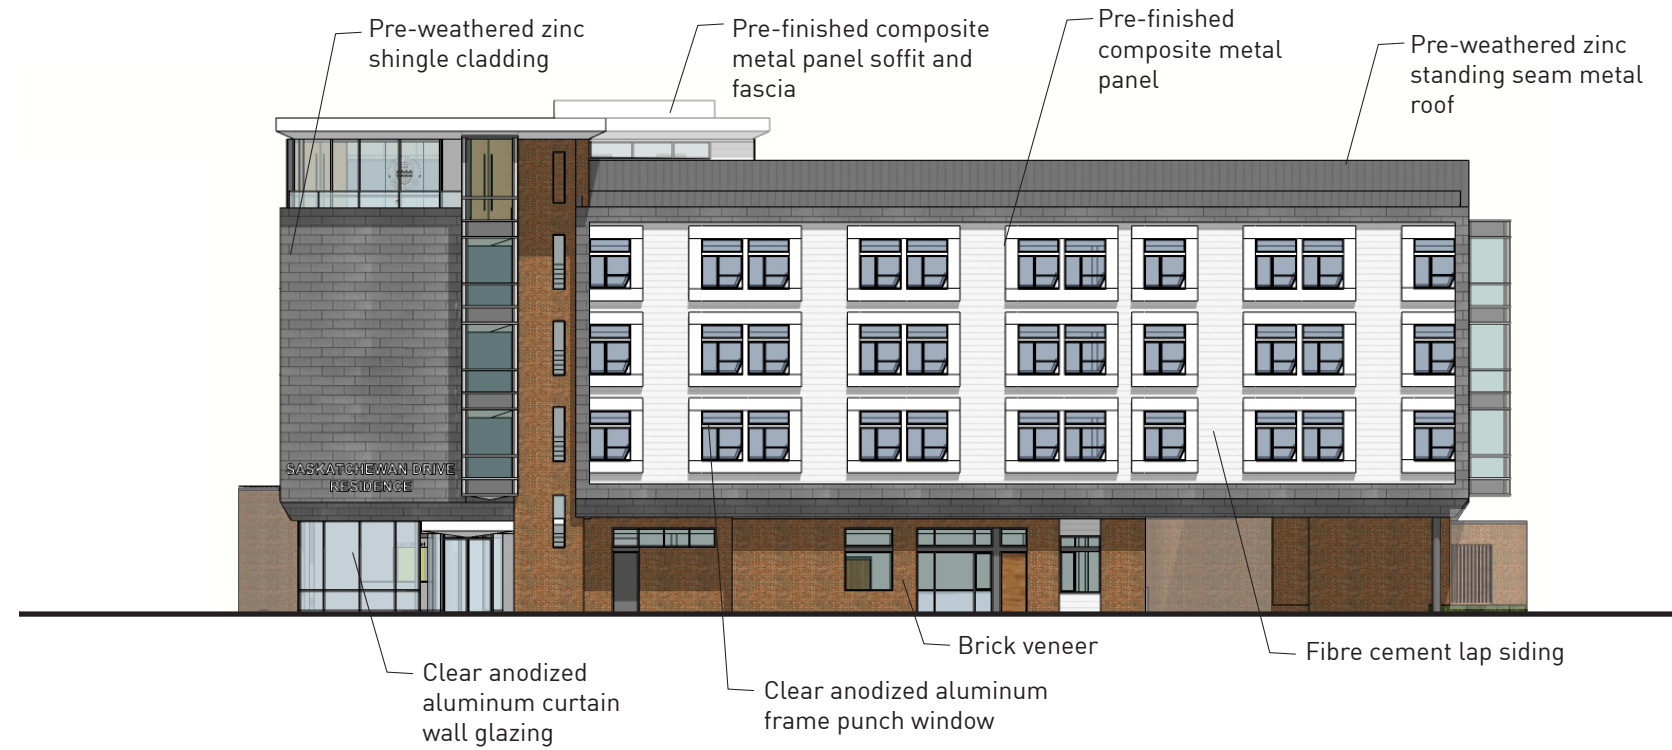 Pre-weathered zinc
shingle cladding
Pre-finished composite
metal panel soffit and
fascia
Pre-finished
composite metal
panel
Pre-weathered zinc
standing seam metal
roof
SASKATCHEWAN DRIVE
RESIDENCE
Clear anodized
aluminum curtain
wall glazing
Clear anodized aluminum
frame punch window
Brick veneer
Fibre cement lap siding